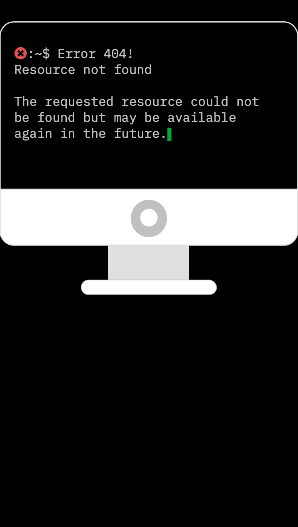 :~$ Error 404!
Resource not found
The requested resource could not
be found but may be available
again in the future.